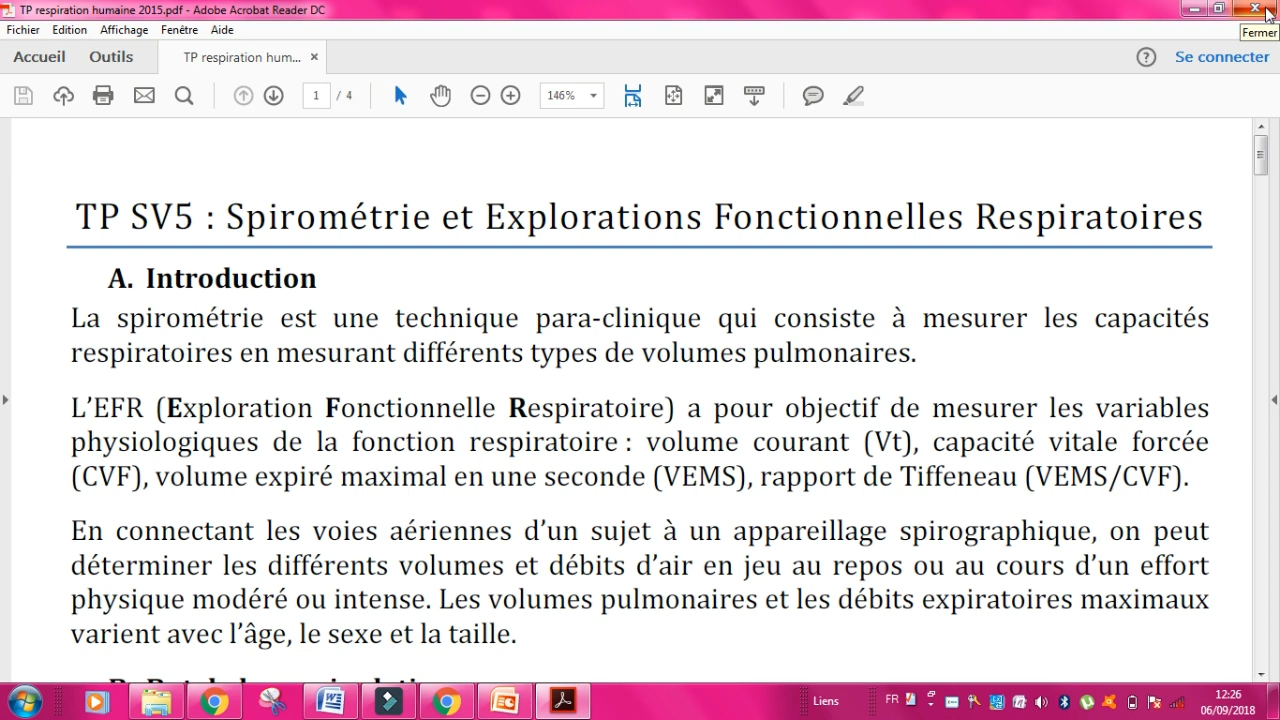 TP respiration humaine 2015.pdf - Adobe Acrobat Reader DC
Fichier Edition Affichage Fenêtre Aide
Fermer
Accueil Outils TP respiration hum... Se connecter
1 / 4 146%
TP SV5 : Spirométrie et Explorations Fonctionnelles Respiratoires
A. Introduction
La spirométrie est une technique para-clinique qui consiste à mesurer les capacités
respiratoires en mesurant différents types de volumes pulmonaires.
L’EFR (Exploration Fonctionnelle Respiratoire) a pour objectif de mesurer les variables
physiologiques de la fonction respiratoire : volume courant (Vt), capacité vitale forcée
(CVF), volume expiré maximal en une seconde (VEMS), rapport de Tiffeneau (VEMS/CVF).
En connectant les voies aériennes d’un sujet à un appareillage spirographique, on peut
déterminer les différents volumes et débits d’air en jeu au repos ou au cours d’un effort
physique modéré ou intense. Les volumes pulmonaires et les débits expiratoires maximaux
varient avec l’âge, le sexe et la taille.
Liens FR 12:26
06/09/2018